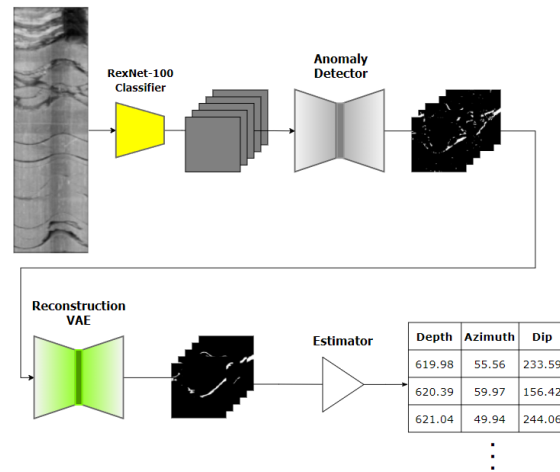 RexNet-100
Classifier
Anomaly
Detector
Reconstruction
VAE
Estimator
Depth Azimuth Dip
619.98 55.56 233.59
620.39 59.97 156.42
621.04 49.94 244.06